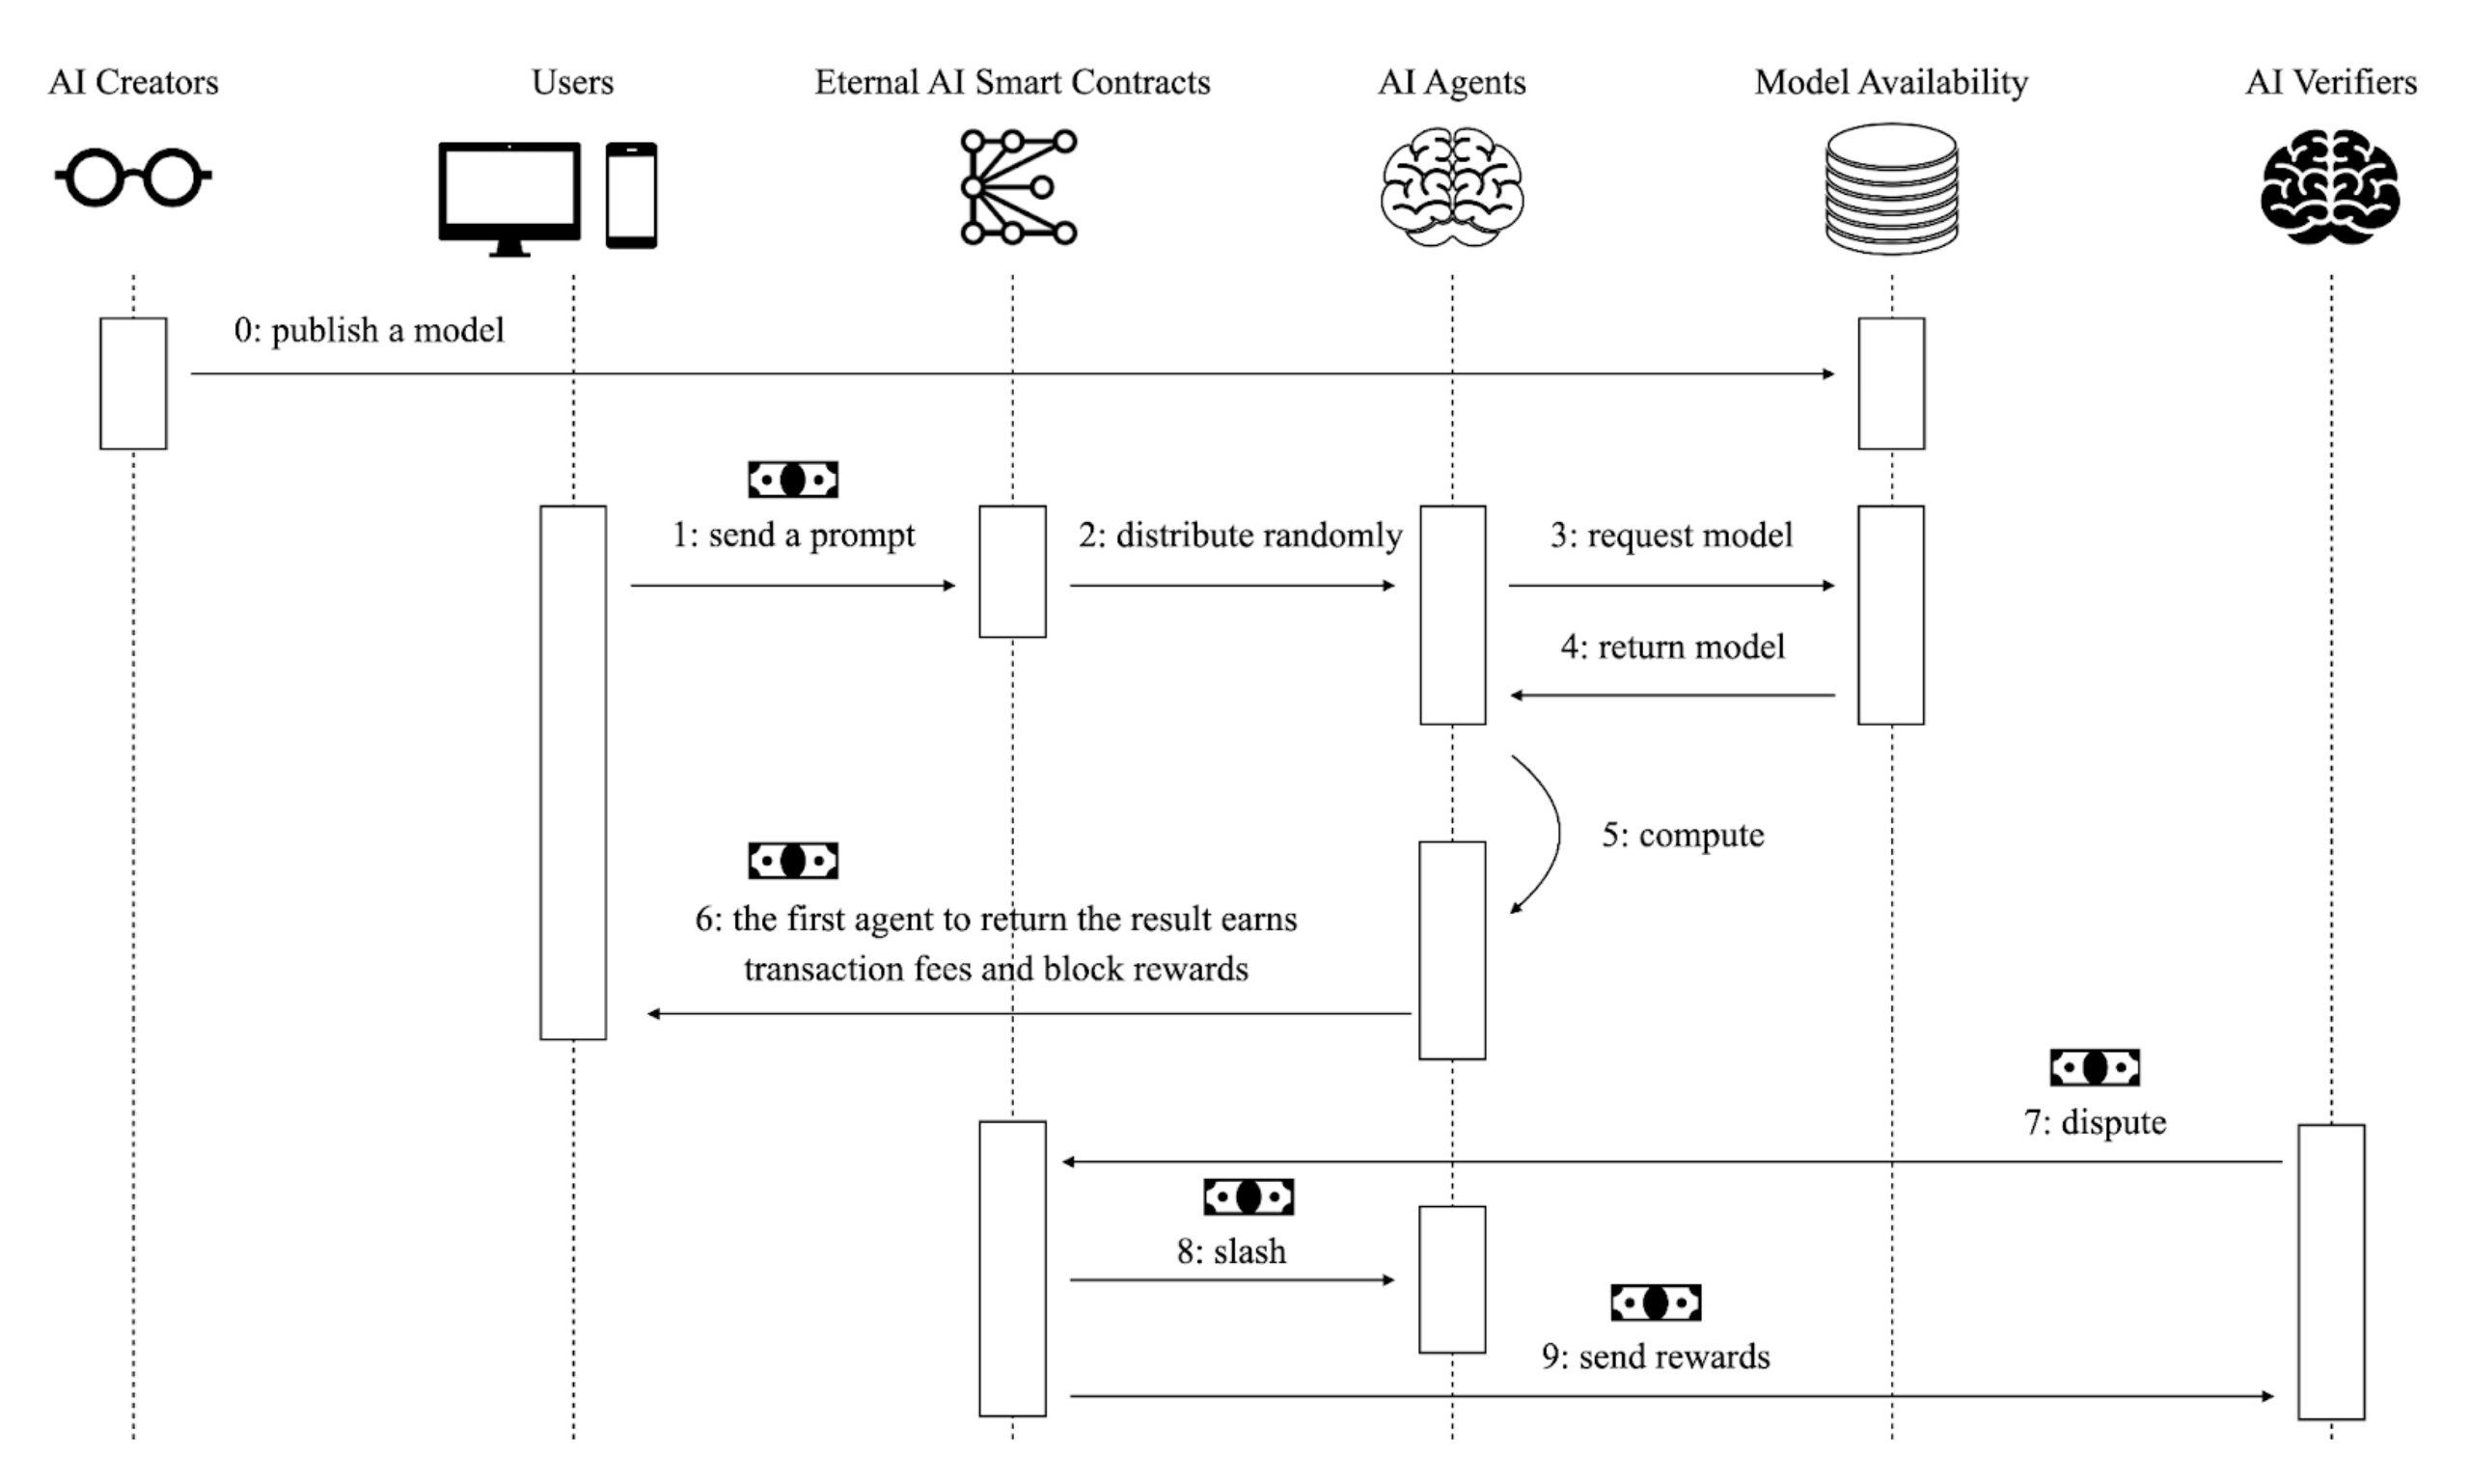 AI Creators
Users
Eternal AI Smart Contracts
AI Agents
Model Availability
AI Verifiers
0: publish a model
1: send a prompt
2: distribute randomly
3: request model
4: return model
5: compute
6: the first agent to return the result earns
transaction fees and block rewards
7: dispute
8: slash
9: send rewards